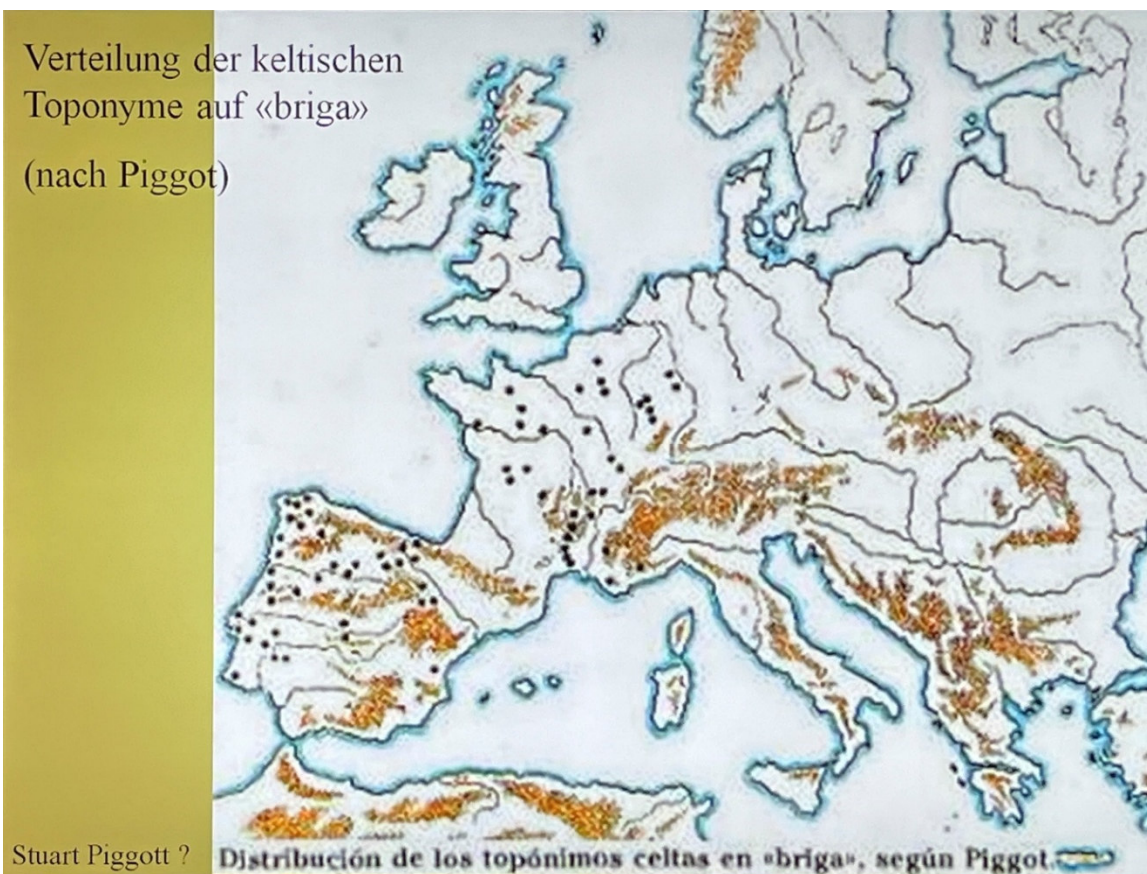 Verteilung der keltischen
Toponyme auf «briga»
(nach Piggot)
Stuart Piggott ?
Distribución de los topónimos celtas en «briga», según Piggot.